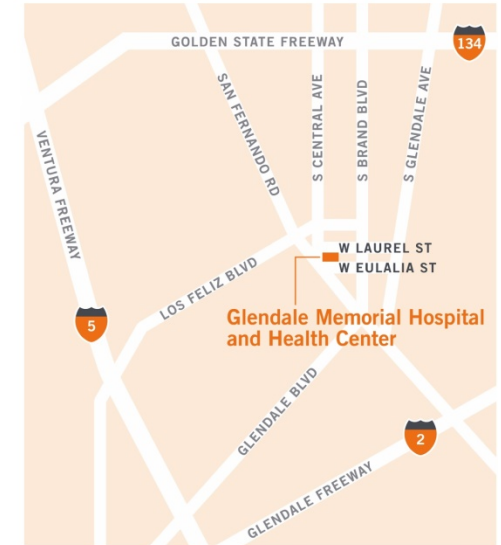 GOLDEN STATE FREEWAY
134
SAN FERNANDO RD
S CENTRAL AVE
S BRAND BLVD
S GLENDALE AVE
VENTURA FREEWAY
W LAUREL ST
W EULALIA ST
LOS FELIZ BLVD
5
Glendale Memorial Hospital
and Health Center
GLENDALE BLVD
2
GLENDALE FREEWAY